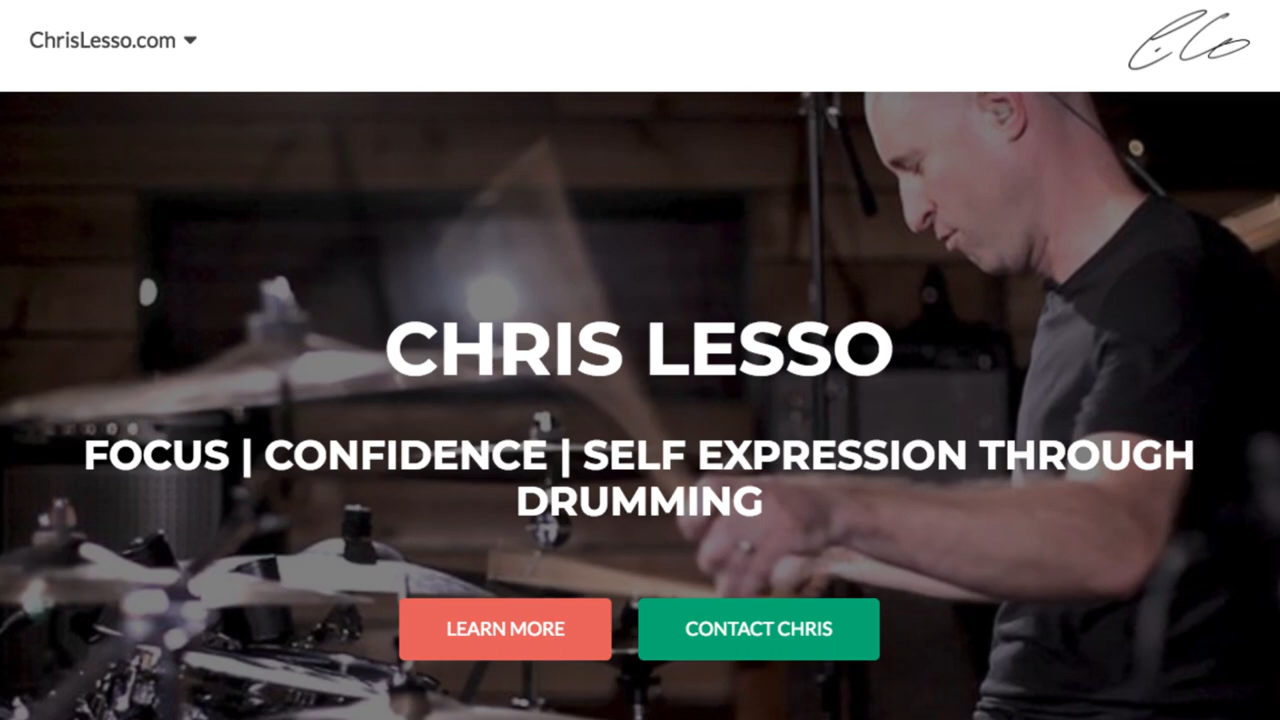 ChrisLesso.com
CHRIS LESSO
FOCUS | CONFIDENCE | SELF EXPRESSION THROUGH
DRUMMING
LEARN MORE
CONTACT CHRIS